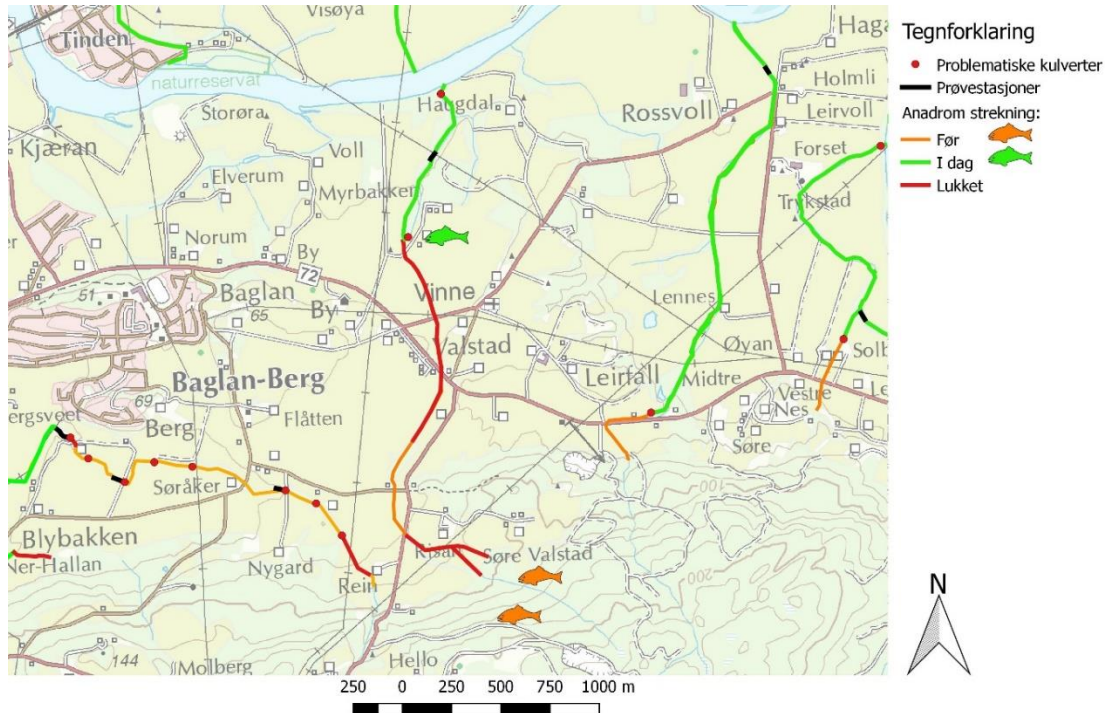 Visøya
Tinden
naturreservat
Storøra
Kjæran
Voll
Elverum
Myrbakken
Norum
By
72
51
Baglan
65
By
Haugdal
Vinne
Valstad
Baglan-Berg
69
Berg
Flåtten
Søråker
Blybakken
Ner-Hallan
Nygard
Rein
Søre Valstad
144
Molberg
Hello
Rossvoll
Haga
Holmli
Leirvoll
Forset
Trykstad
Lennes
Øyan
Leirfall
Midtre
Vestre
Nes
Søre
100
200
Tegnforklaring
Problematiske kulverter
Prøvestasjoner
Anadrom strekning:
Før
I dag
Lukket
N
250 0 250 500 750 1000 m